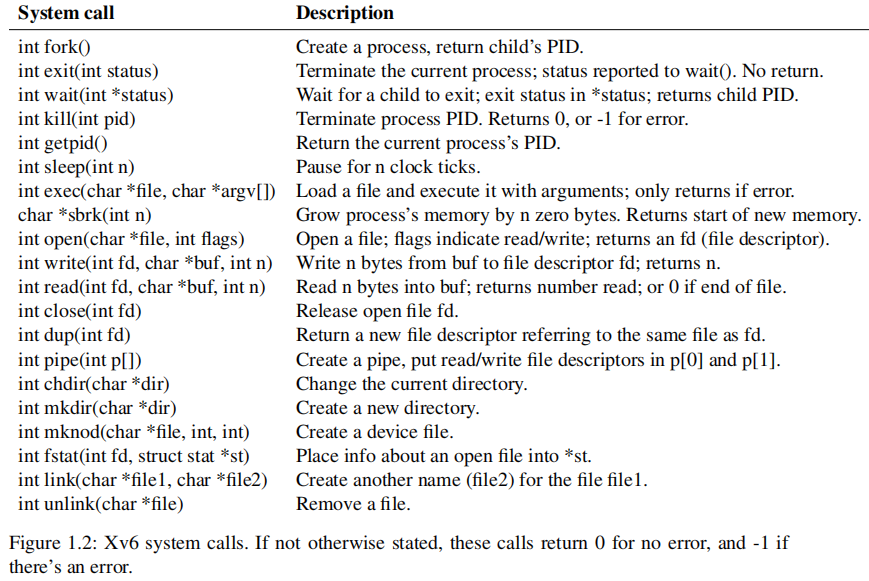 System call Description
int fork() Create a process, return child's PID.
int exit(int status) Terminate the current process; status reported to wait(). No return.
int wait(int *status) Wait for a child to exit; exit status in *status; returns child PID.
int kill(int pid) Terminate process PID. Returns 0, or -1 for error.
int getpid() Return the current process's PID.
int sleep(int n) Pause for n clock ticks.
int exec(char *file, char *argv[]) Load a file and execute it with arguments; only returns if error.
char *sbrk(int n) Grow process's memory by n zero bytes. Returns start of new memory.
int open(char *file, int flags) Open a file; flags indicate read/write; returns an fd (file descriptor).
int write(int fd, char *buf, int n) Write n bytes from buf to file descriptor fd; returns n.
int read(int fd, char *buf, int n) Read n bytes into buf; returns number read; or 0 if end of file.
int close(int fd) Release open file fd.
int dup(int fd) Return a new file descriptor referring to the same file as fd.
int pipe(int p[]) Create a pipe, put read/write file descriptors in p[0] and p[1].
int chdir(char *dir) Change the current directory.
int mkdir(char *dir) Create a new directory.
int mknod(char *file, int, int) Create a device file.
int fstat(int fd, struct stat *st) Place info about an open file into *st.
int link(char *file1, char *file2) Create another name (file2) for the file file1.
int unlink(char *file) Remove a file.
Figure 1.2: Xv6 system calls. If not otherwise stated, these calls return 0 for no error, and -1 if
there's an error.